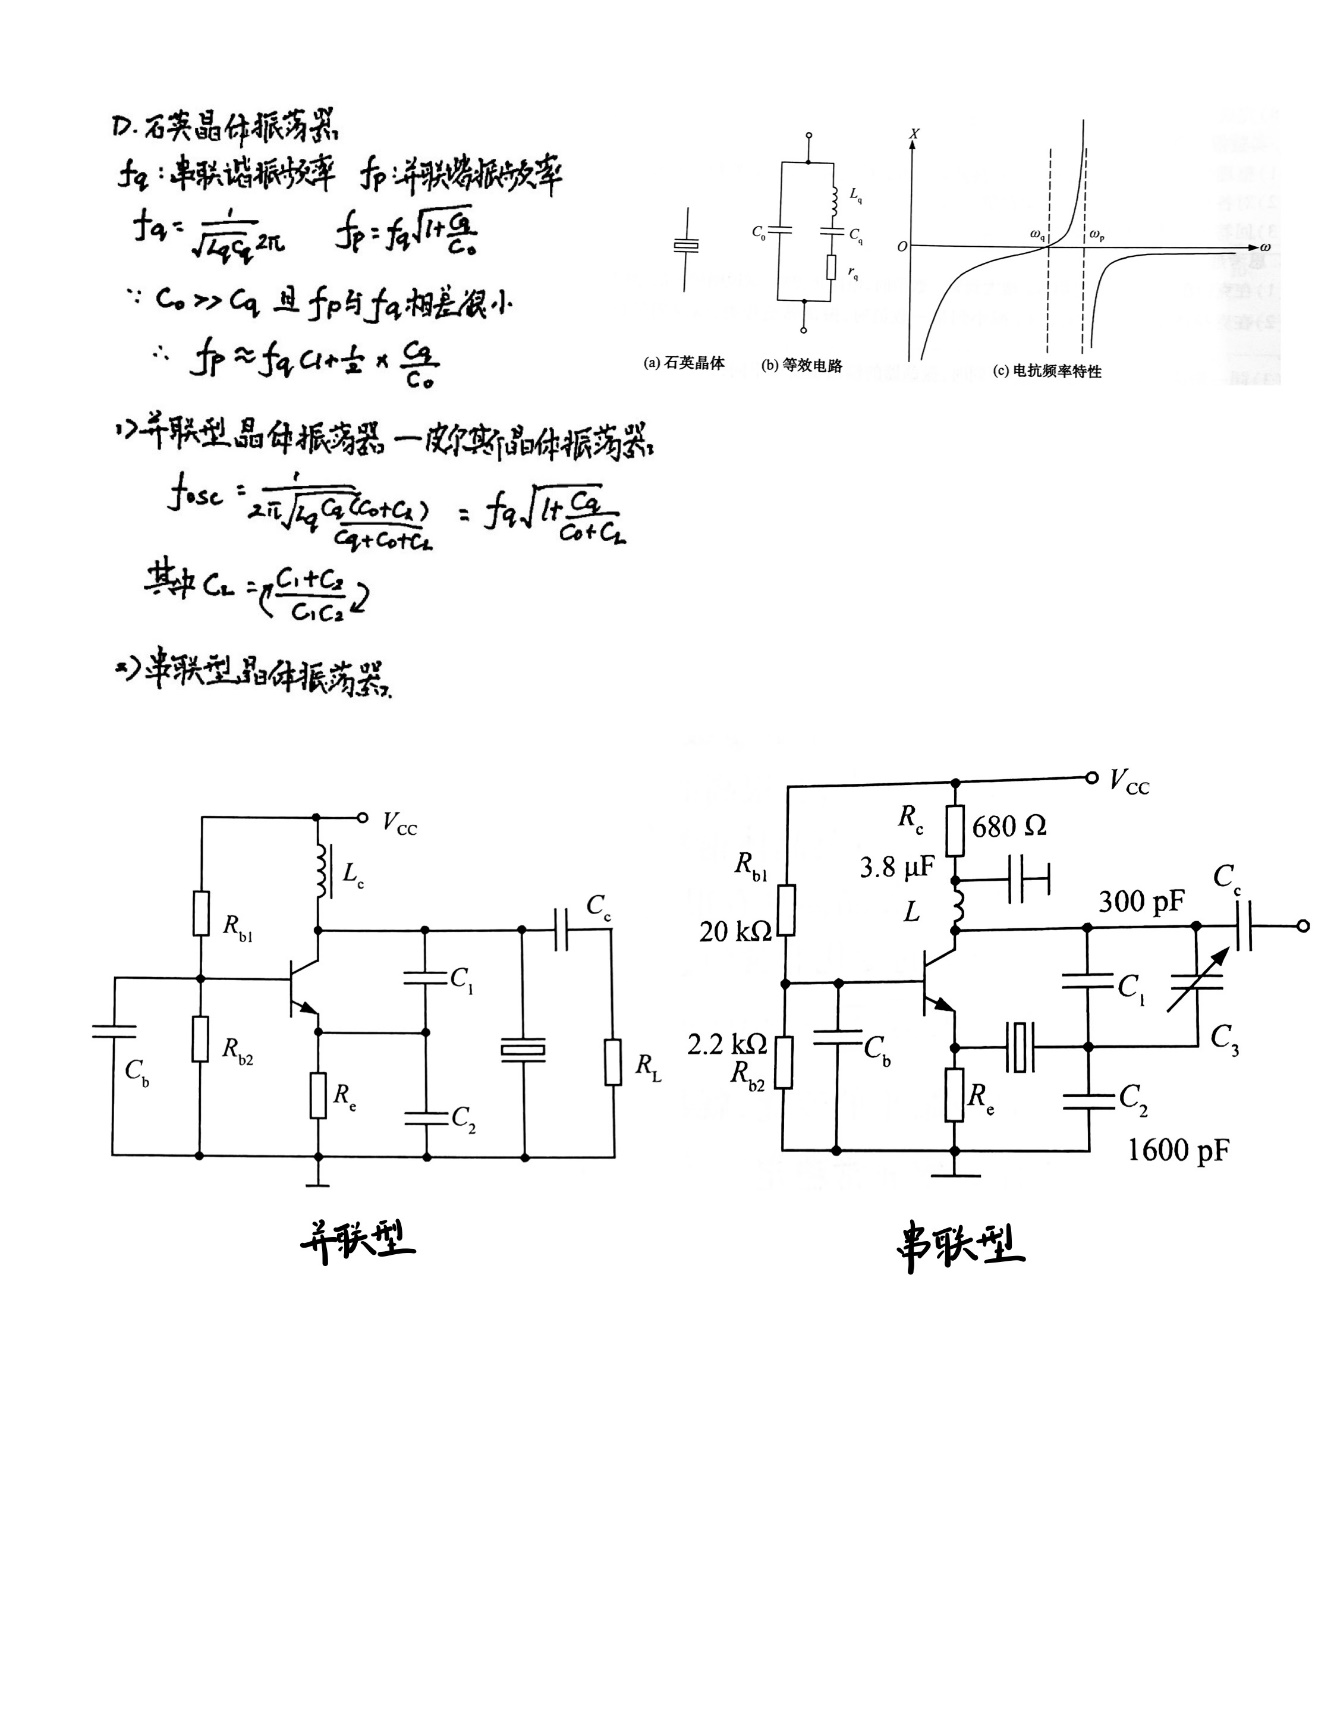 D.石英晶体振荡器
fq:串联谐振频率 fp:并联谐振频率
fq=1/(√(LqCq) 2π) fp=fq√(1+Cq/C0)
∵ C0>>Cq 且fp与fq相差很小
∴ fp≈fq(1+1/2×Cq/C0
(a) 石英晶体 (b) 等效电路 (c) 电抗频率特性
C0 Lq Cq rq
X O ωq ωp ω
1)并联型晶体振荡器—皮尔斯晶体振荡器
fosc=1/(2π√(Lq Cq(C0+CL)/(Cq+C0+CL)))=fq√(1+Cq/(C0+CL))
其中CL=(C1+C2)/(C1C2)
2)串联型晶体振荡器.
VCC
Lc
Rb1
Cc
C1
Cb
Rb2
Re
C2
RL
并联型
VCC
Rc 680 Ω
3.8 μF
Rb1
20 kΩ
L
300 pF
Cc
C1
2.2 kΩ
Rb2
Cb
C3
Re
C2
1600 pF
串联型